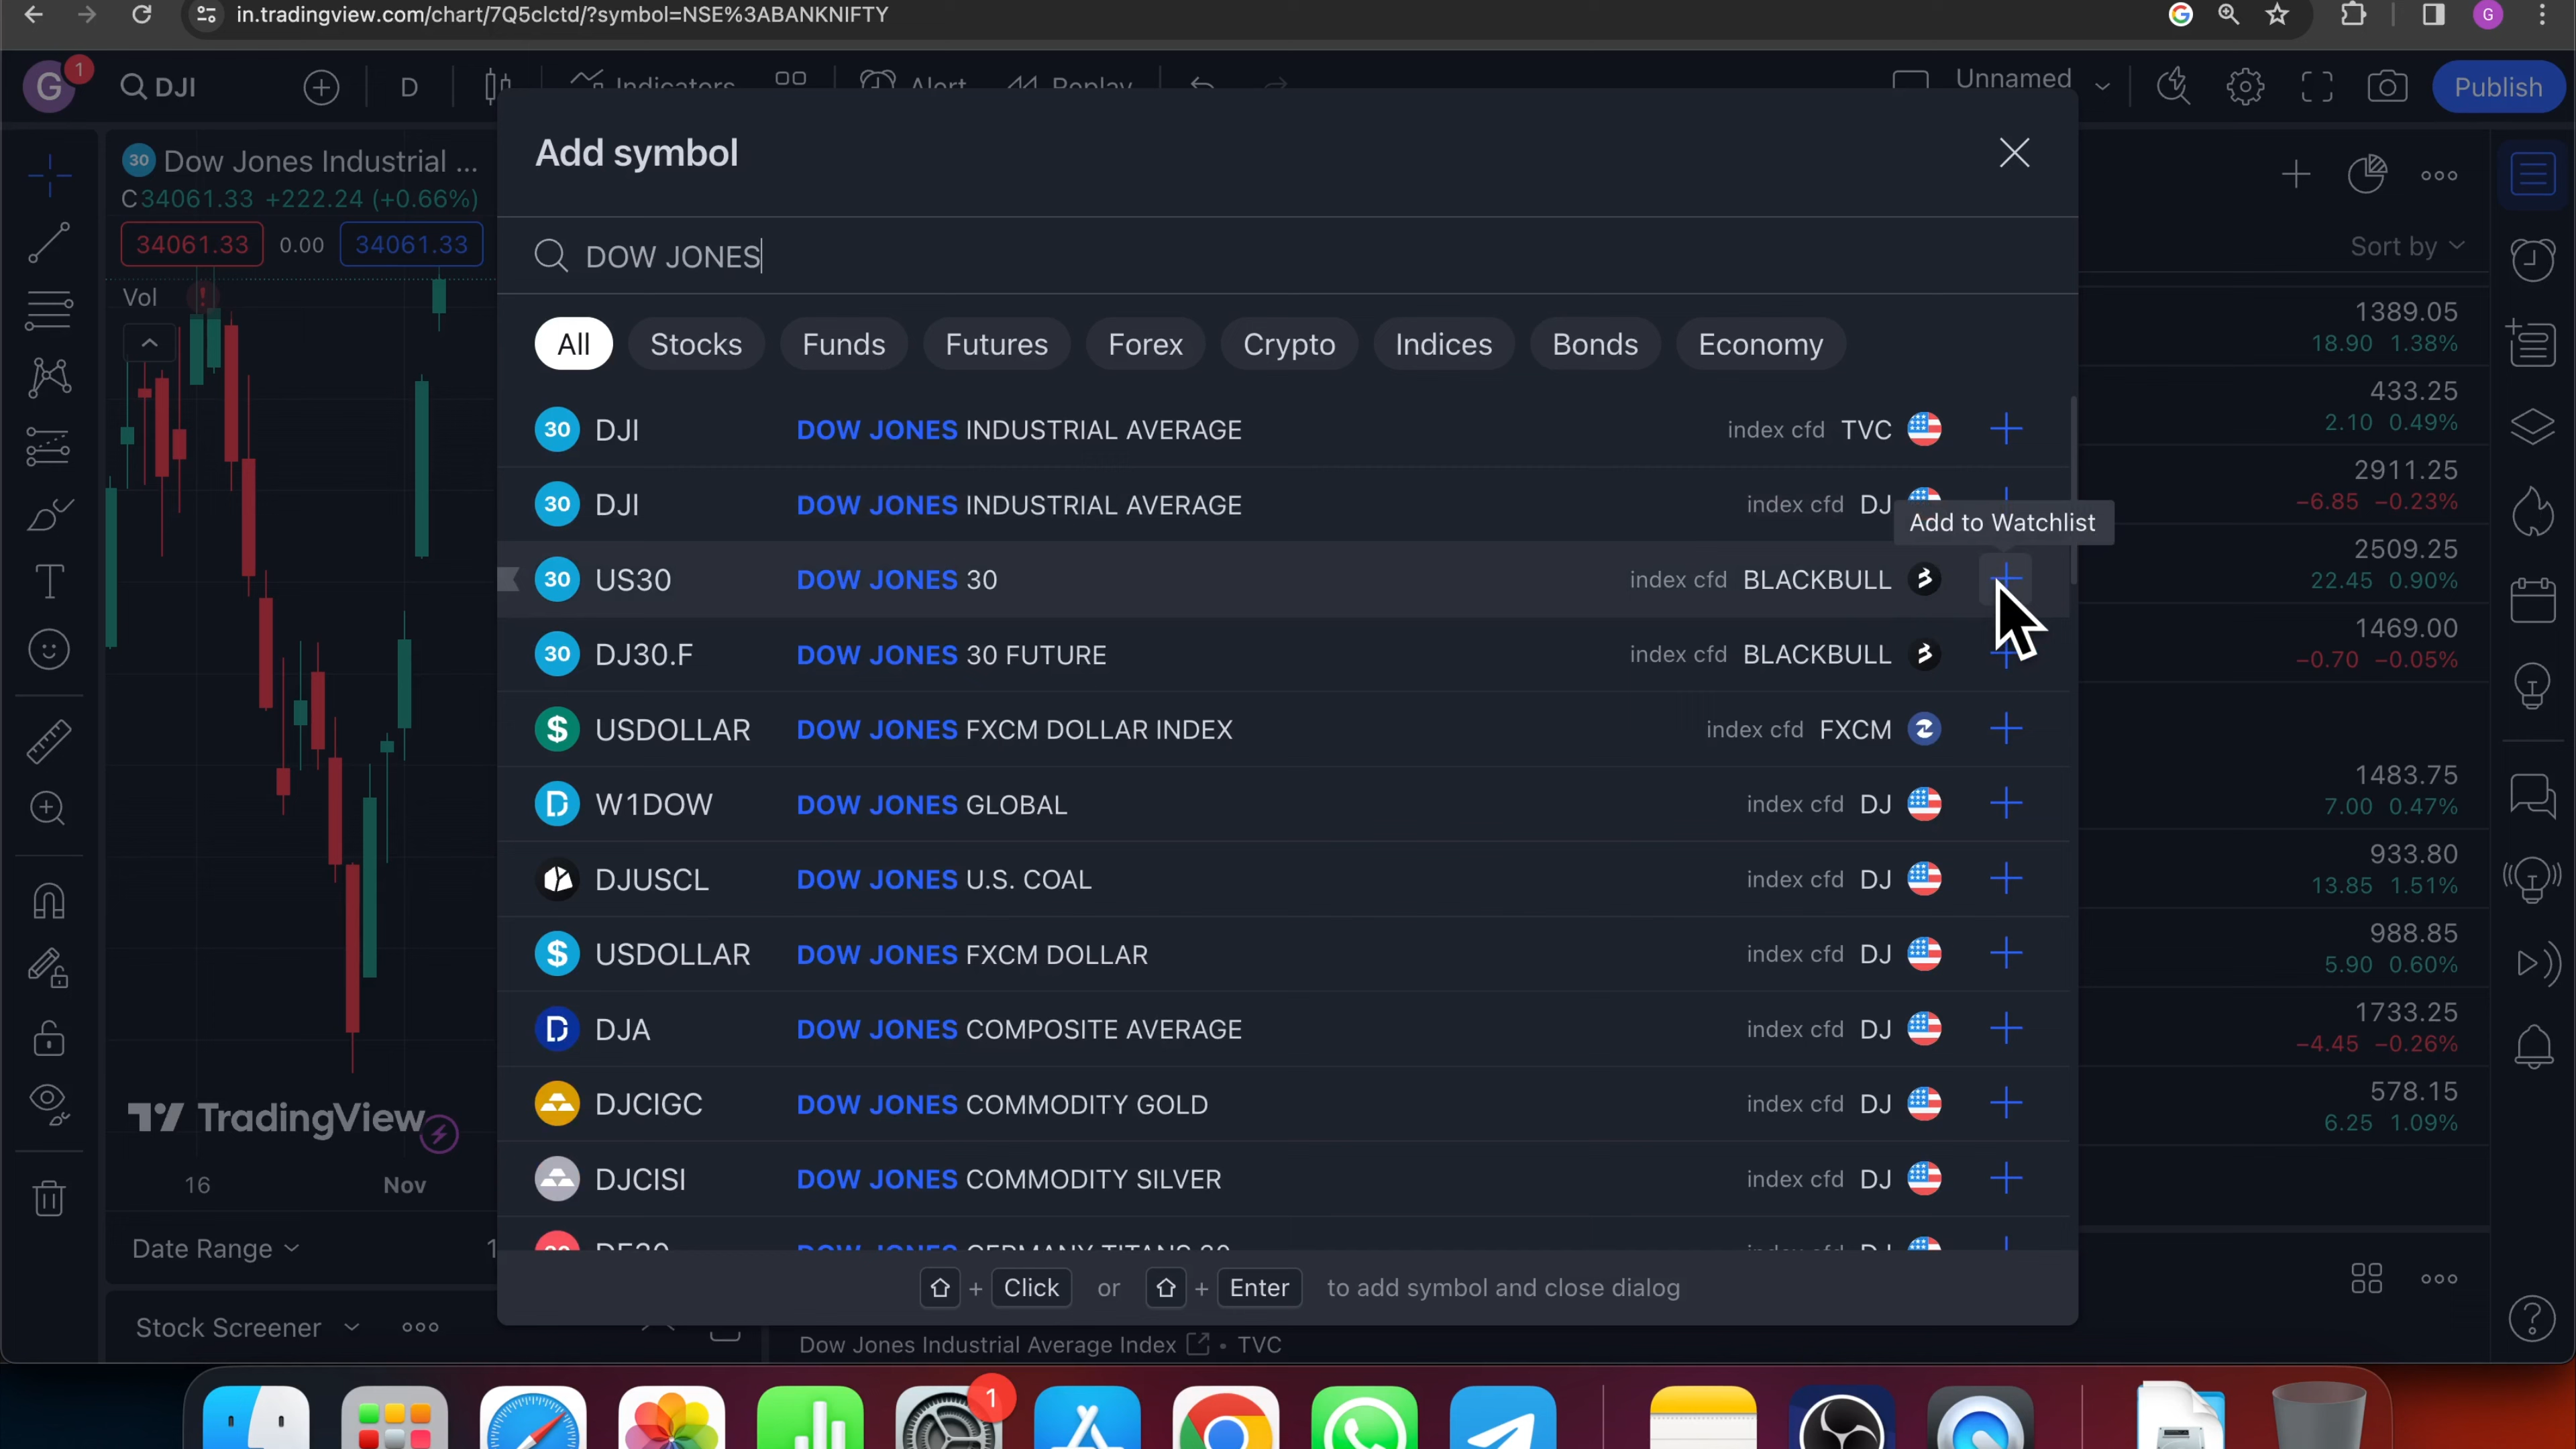 in.tradingview.com/chart/7Q5clctd/?symbol=NSE%3ABANKNIFTY
G
G 1 DJI D Indicators Alert Replay Unnamed Publish
30 Dow Jones Industrial ...
C34061.33 +222.24 (+0.66%)
34061.33 0.00 34061.33
Vol
TradingView
16 Nov
Date Range
Stock Screener
Add symbol
DOW JONES
All Stocks Funds Futures Forex Crypto Indices Bonds Economy
30 DJI DOW JONES INDUSTRIAL AVERAGE index cfd TVC
30 DJI DOW JONES INDUSTRIAL AVERAGE index cfd DJ
Add to Watchlist
30 US30 DOW JONES 30 index cfd BLACKBULL
30 DJ30.F DOW JONES 30 FUTURE index cfd BLACKBULL
$ USDOLLAR DOW JONES FXCM DOLLAR INDEX index cfd FXCM
D W1DOW DOW JONES GLOBAL index cfd DJ
DJUSCL DOW JONES U.S. COAL index cfd DJ
$ USDOLLAR DOW JONES FXCM DOLLAR index cfd DJ
D DJA DOW JONES COMPOSITE AVERAGE index cfd DJ
DJCIGC DOW JONES COMMODITY GOLD index cfd DJ
DJCISI DOW JONES COMMODITY SILVER index cfd DJ
+ Click or + Enter to add symbol and close dialog
Dow Jones Industrial Average Index • TVC
Sort by
1389.05
18.90 1.38%
433.25
2.10 0.49%
2911.25
−6.85 −0.23%
2509.25
22.45 0.90%
1469.00
−0.70 −0.05%
1483.75
7.00 0.47%
933.80
13.85 1.51%
988.85
5.90 0.60%
1733.25
−4.45 −0.26%
578.15
6.25 1.09%
1